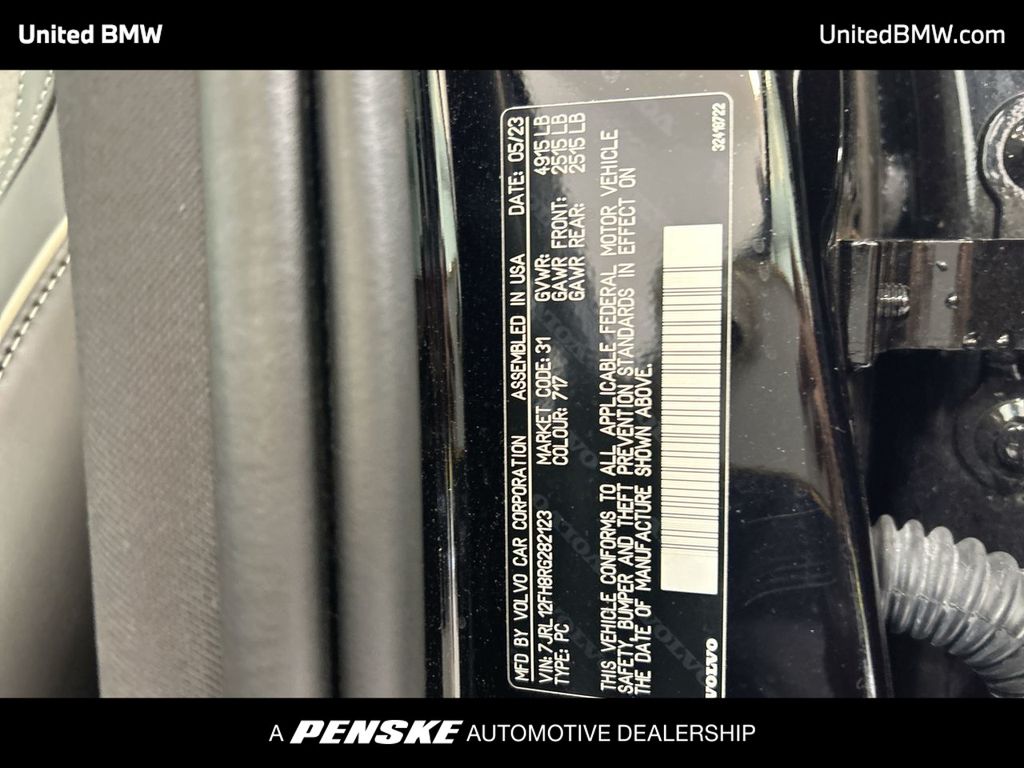 United BMW
UnitedBMW.com
MFD BY VOLVO CAR CORPORATION ASSEMBLED IN USA DATE: 05/23
VIN: 7JRL12FH8RG282123 MARKET CODE: 31 GVWR: 4915 LB
TYPE: PC COLOUR: 717 GAWR FRONT: 2515 LB
GAWR REAR: 2515 LB
THIS VEHICLE CONFORMS TO ALL APPLICABLE FEDERAL MOTOR VEHICLE
SAFETY, BUMPER AND THEFT PREVENTION STANDARDS IN EFFECT ON
THE DATE OF MANUFACTURE SHOWN ABOVE.
VOLVO
32418722
A PENSKE AUTOMOTIVE DEALERSHIP